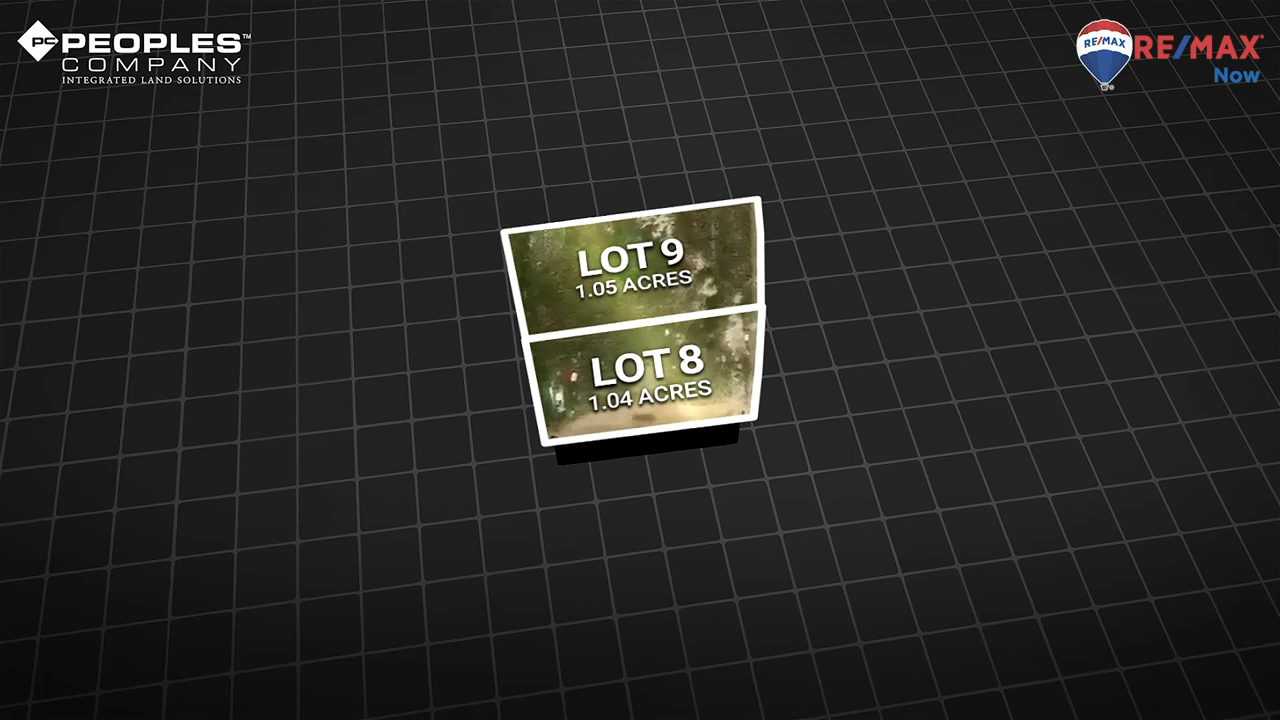 PC PEOPLES™
COMPANY
INTEGRATED LAND SOLUTIONS
RE/MAX
RE/MAX®
Now
LOT 9
1.05 ACRES
LOT 8
1.04 ACRES